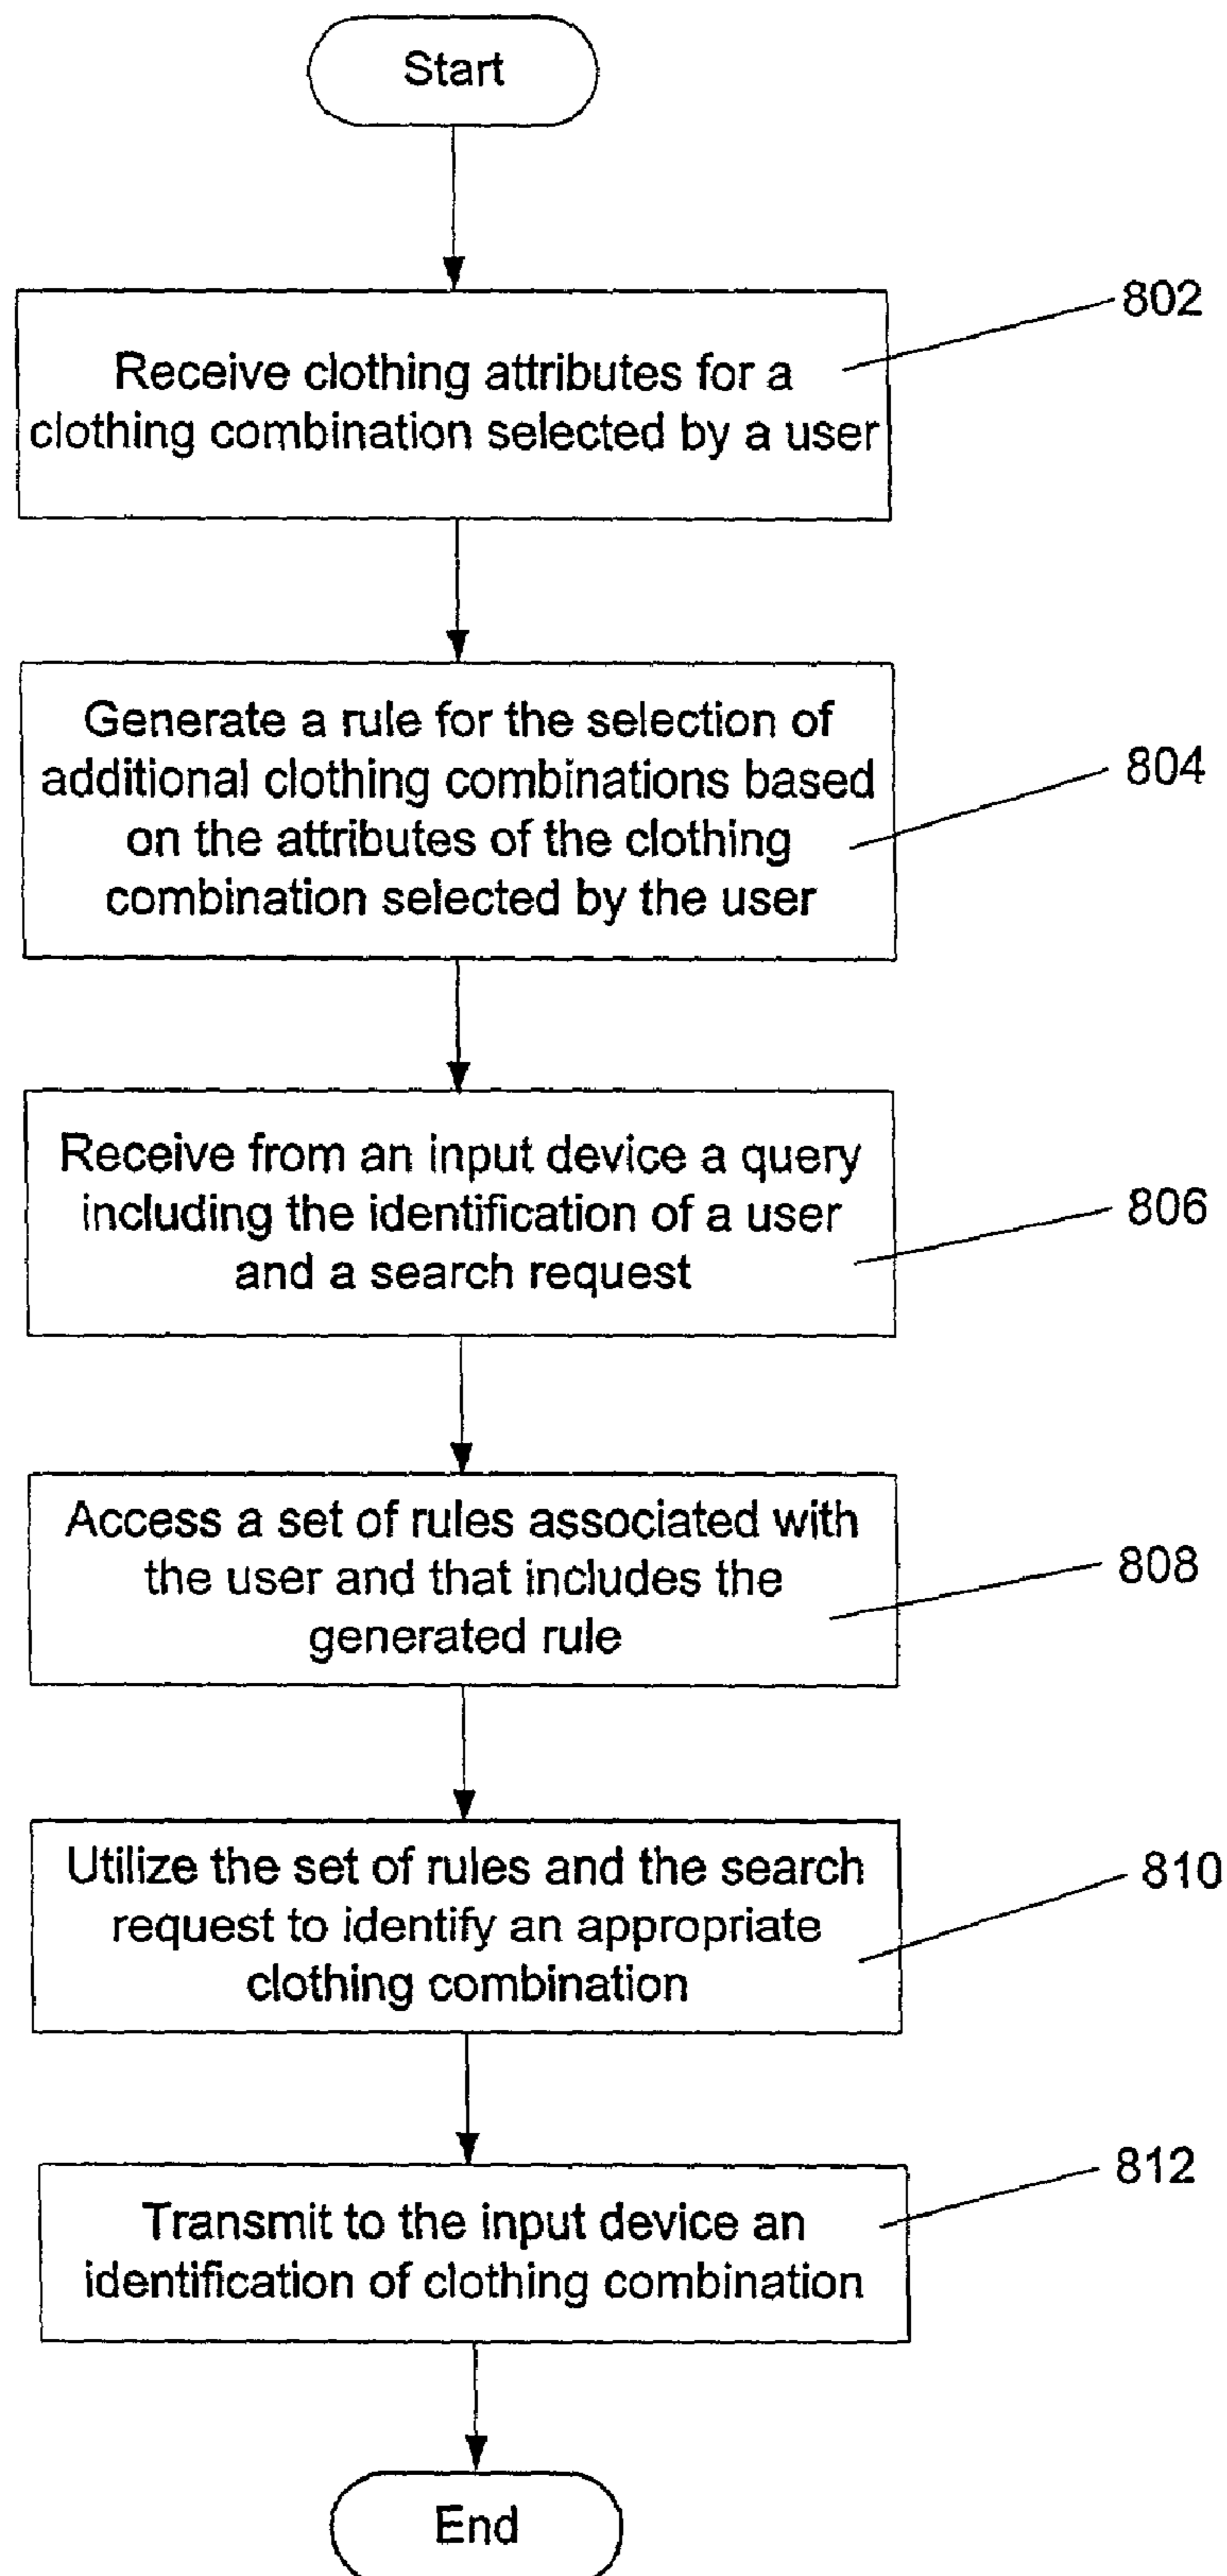 Start
802
Receive clothing attributes for a
clothing combination selected by a user
Generate a rule for the selection of
additional clothing combinations based
on the attributes of the clothing
combination selected by the user
804
Receive from an input device a query
including the identification of a user
and a search request
806
Access a set of rules associated with
the user and that includes the
generated rule
808
Utilize the set of rules and the search
request to identify an appropriate
clothing combination
810
Transmit to the input device an
identification of clothing combination
812
End